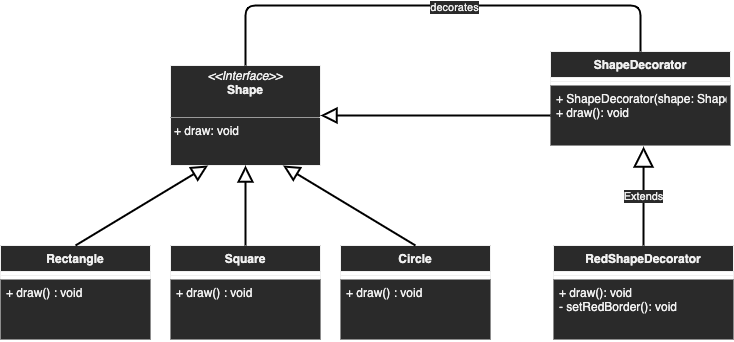 decorates
<<Interface>>
Shape
+ draw: void
ShapeDecorator
+ ShapeDecorator(shape: Shap
+ draw(): void
Extends
Rectangle
+ draw() : void
Square
+ draw() : void
Circle
+ draw() : void
RedShapeDecorator
+ draw(): void
- setRedBorder(): void